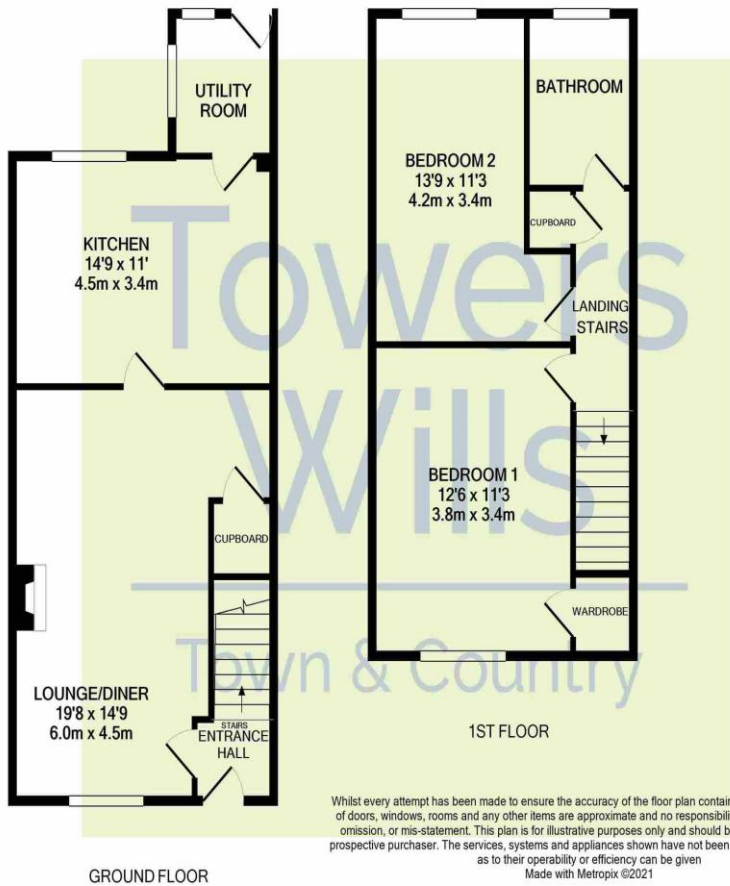 UTILITY
ROOM
KITCHEN
14'9 x 11'
4.5m x 3.4m
CUPBOARD
LOUNGE/DINER
19'8 x 14'9
6.0m x 4.5m
STAIRS
ENTRANCE
HALL
GROUND FLOOR
BATHROOM
BEDROOM 2
13'9 x 11'3
4.2m x 3.4m
CUPBOARD
LANDING
STAIRS
BEDROOM 1
12'6 x 11'3
3.8m x 3.4m
WARDROBE
1ST FLOOR
Towers
Wills
Town & Country
Whilst every attempt has been made to ensure the accuracy of the floor plan contain
of doors, windows, rooms and any other items are approximate and no responsibili
omission, or mis-statement. This plan is for illustrative purposes only and should b
prospective purchaser. The services, systems and appliances shown have not been
as to their operability or efficiency can be given
Made with Metropix ©2021